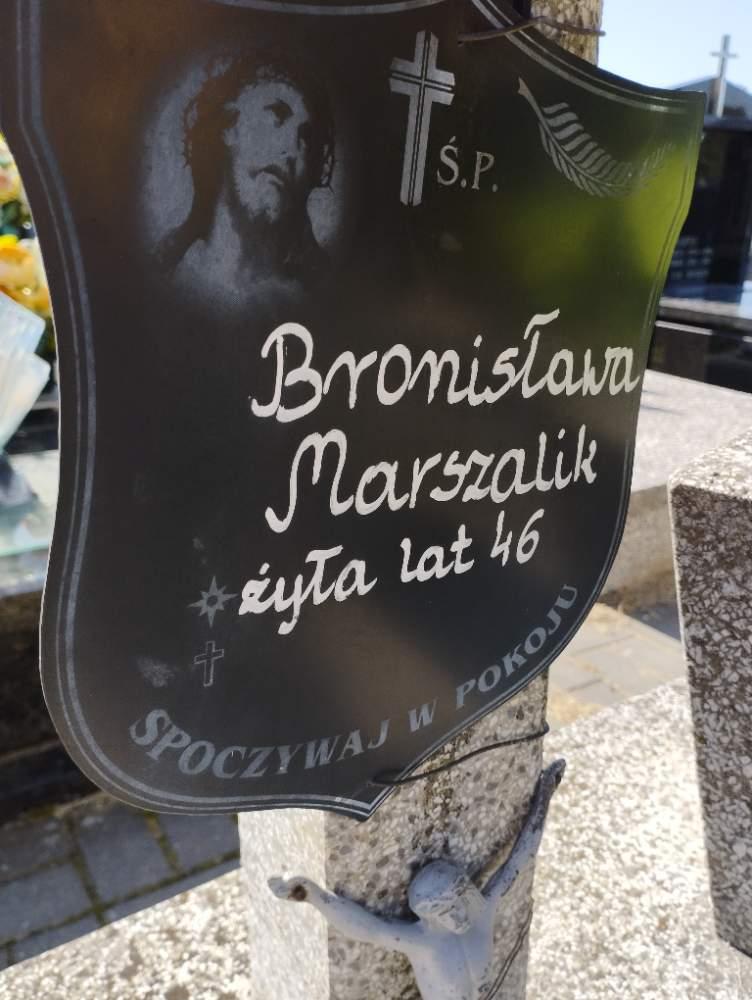 Ś.P.
Bronisława
Marszalik
żyła lat 46
SPOCZYWAJ W POKOJU